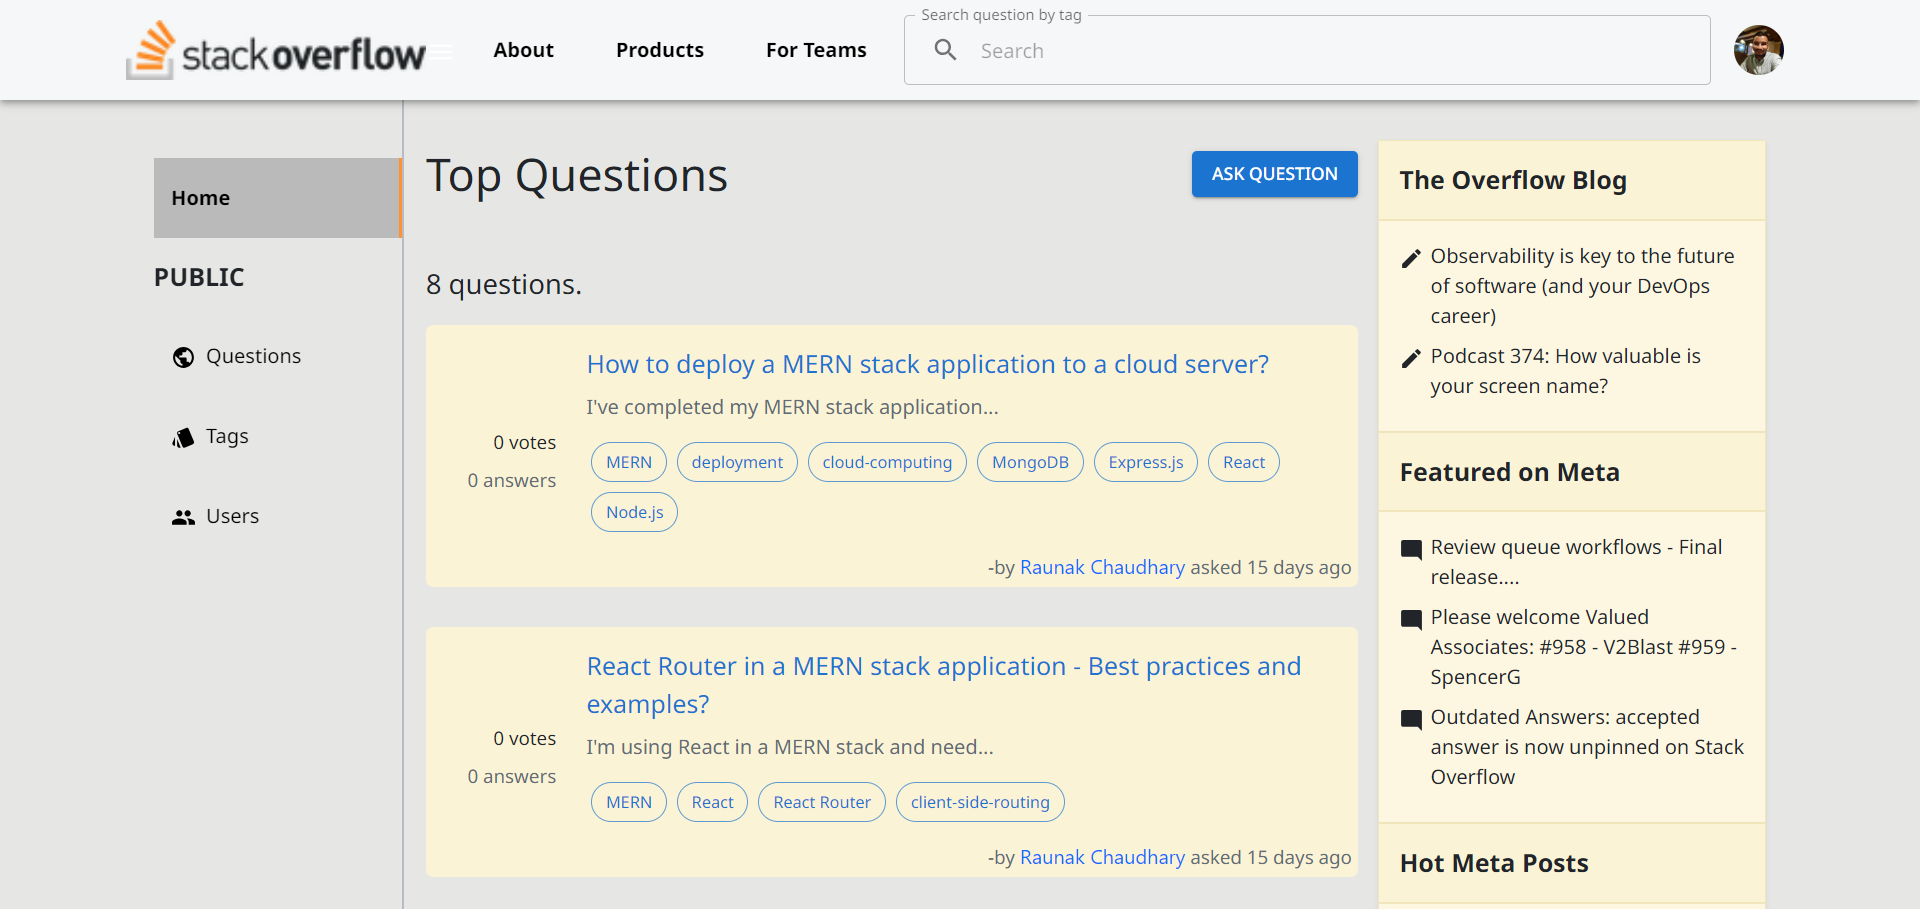 stackoverflow
About
Products
For Teams
Search question by tag
Search
Home
PUBLIC
Questions
Tags
Users
Top Questions
ASK QUESTION
8 questions.
How to deploy a MERN stack application to a cloud server?
I've completed my MERN stack application...
0 votes
0 answers
MERN
deployment
cloud-computing
MongoDB
Express.js
React
Node.js
-by Raunak Chaudhary asked 15 days ago
React Router in a MERN stack application - Best practices and
examples?
I'm using React in a MERN stack and need...
0 votes
0 answers
MERN
React
React Router
client-side-routing
-by Raunak Chaudhary asked 15 days ago
The Overflow Blog
Observability is key to the future
of software (and your DevOps
career)
Podcast 374: How valuable is
your screen name?
Featured on Meta
Review queue workflows - Final
release....
Please welcome Valued
Associates: #958 - V2Blast #959 -
SpencerG
Outdated Answers: accepted
answer is now unpinned on Stack
Overflow
Hot Meta Posts